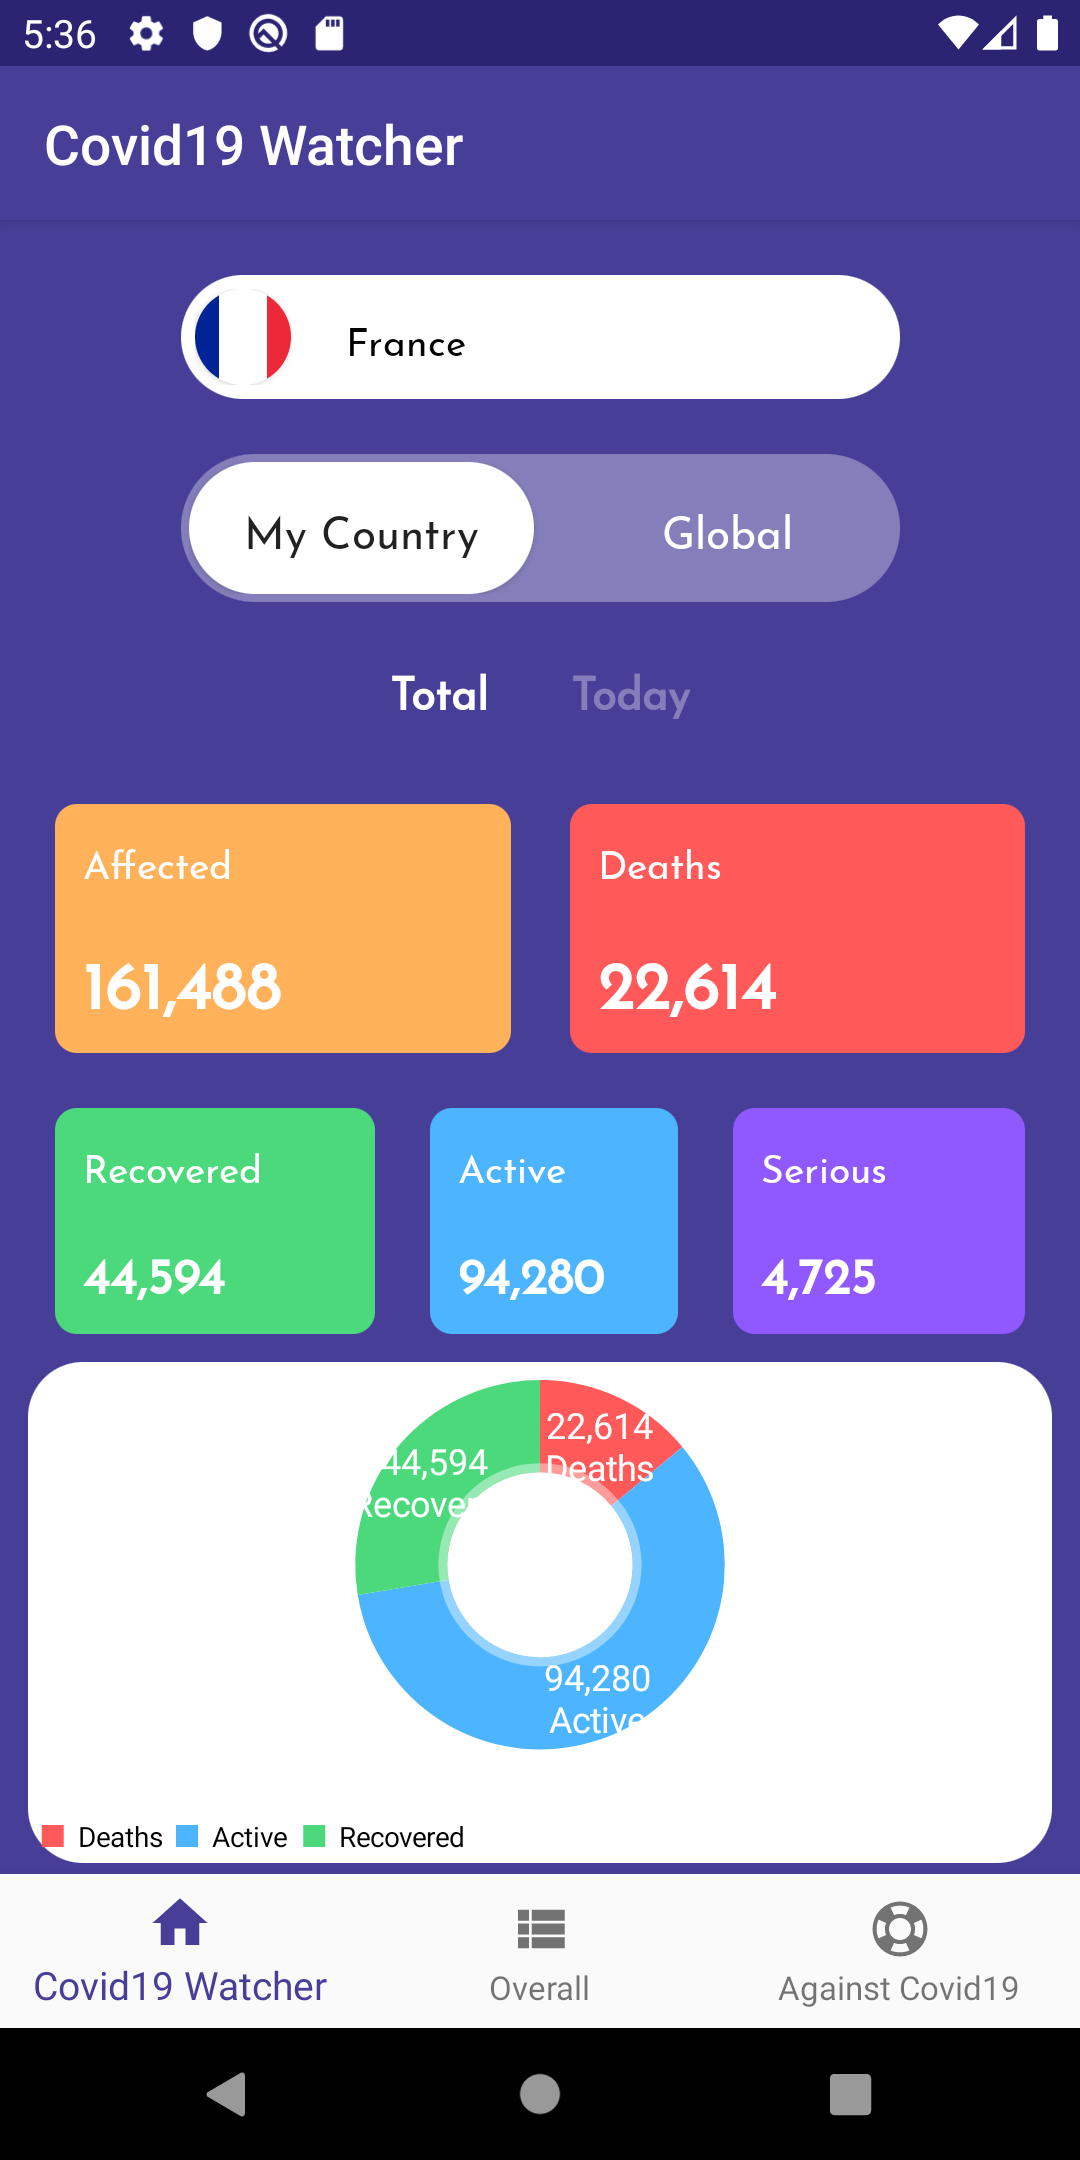 5:36
Covid19 Watcher
France
My Country
Global
Total
Today
Affected
161,488
Deaths
22,614
Recovered
44,594
Active
94,280
Serious
4,725
22,614
Deaths
44,594
Recover
94,280
Active
Deaths
Active
Recovered
Covid19 Watcher
Overall
Against Covid19